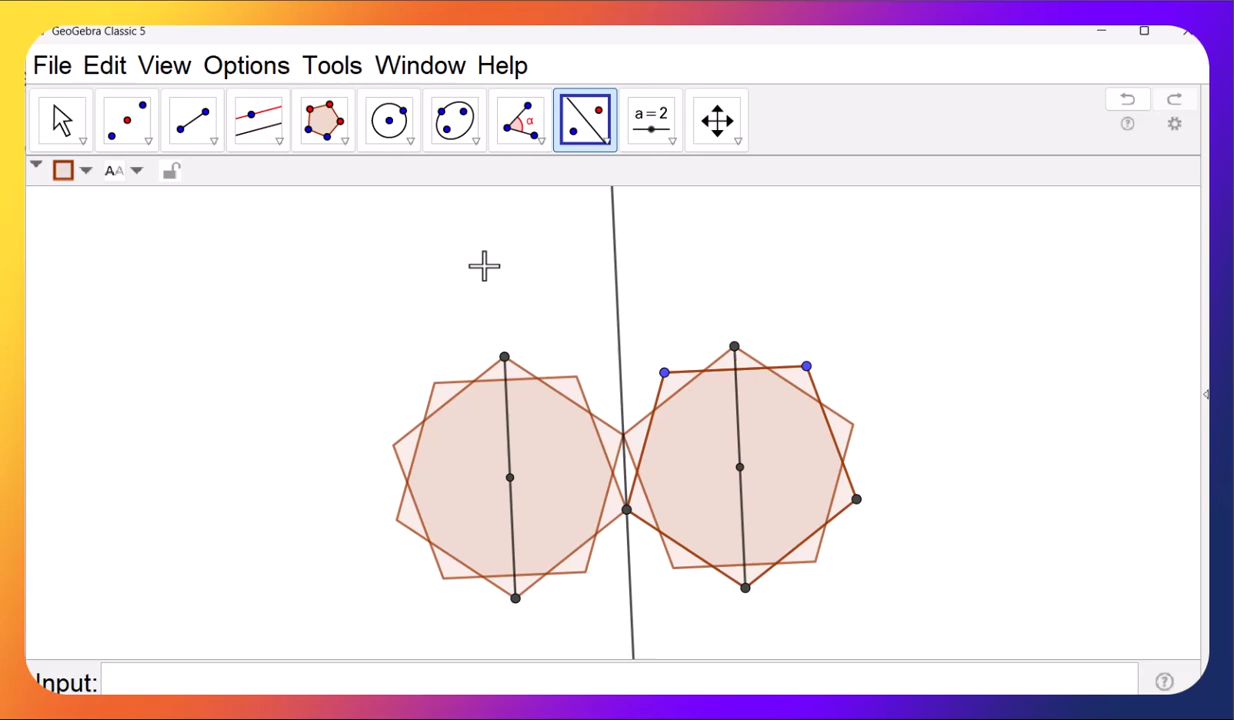 GeoGebra Classic 5
File Edit View Options Tools Window Help
α
a = 2
AA
Input: